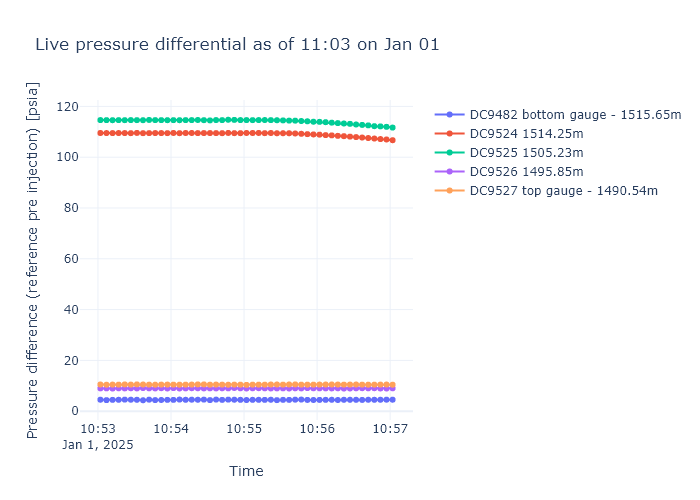 Live pressure differential as of 11:03 on Jan 01
Pressure difference (reference pre injection) [psia]
120
100
80
60
40
20
0
10:53
Jan 1, 2025
10:54
10:55
10:56
10:57
Time
DC9482 bottom gauge - 1515.65m
DC9524 1514.25m
DC9525 1505.23m
DC9526 1495.85m
DC9527 top gauge - 1490.54m